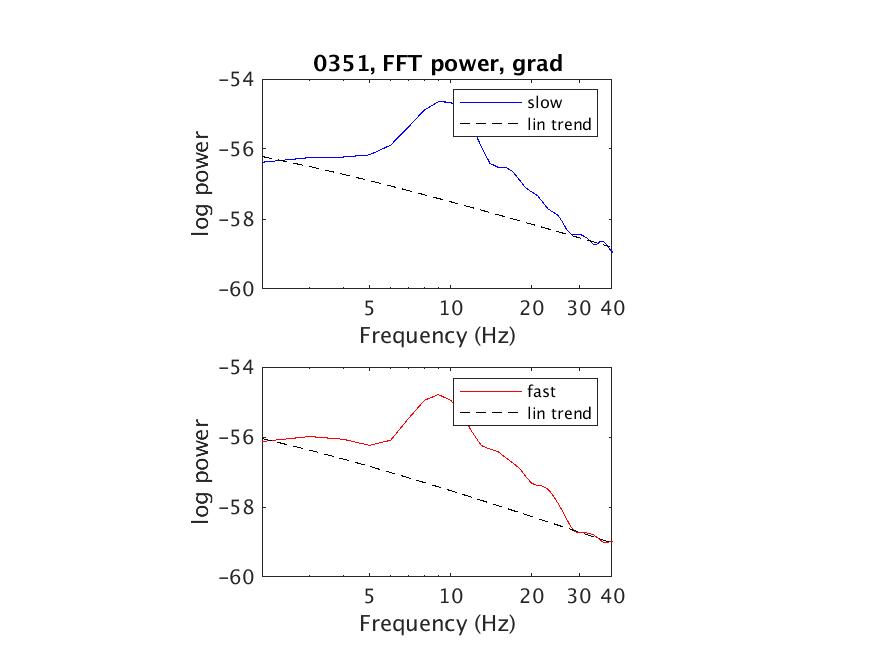 0351, FFT power, grad
−54
−56
−58
−60
log power
slow
lin trend
5 10 20 30 40
Frequency (Hz)
−54
−56
−58
−60
log power
fast
lin trend
5 10 20 30 40
Frequency (Hz)